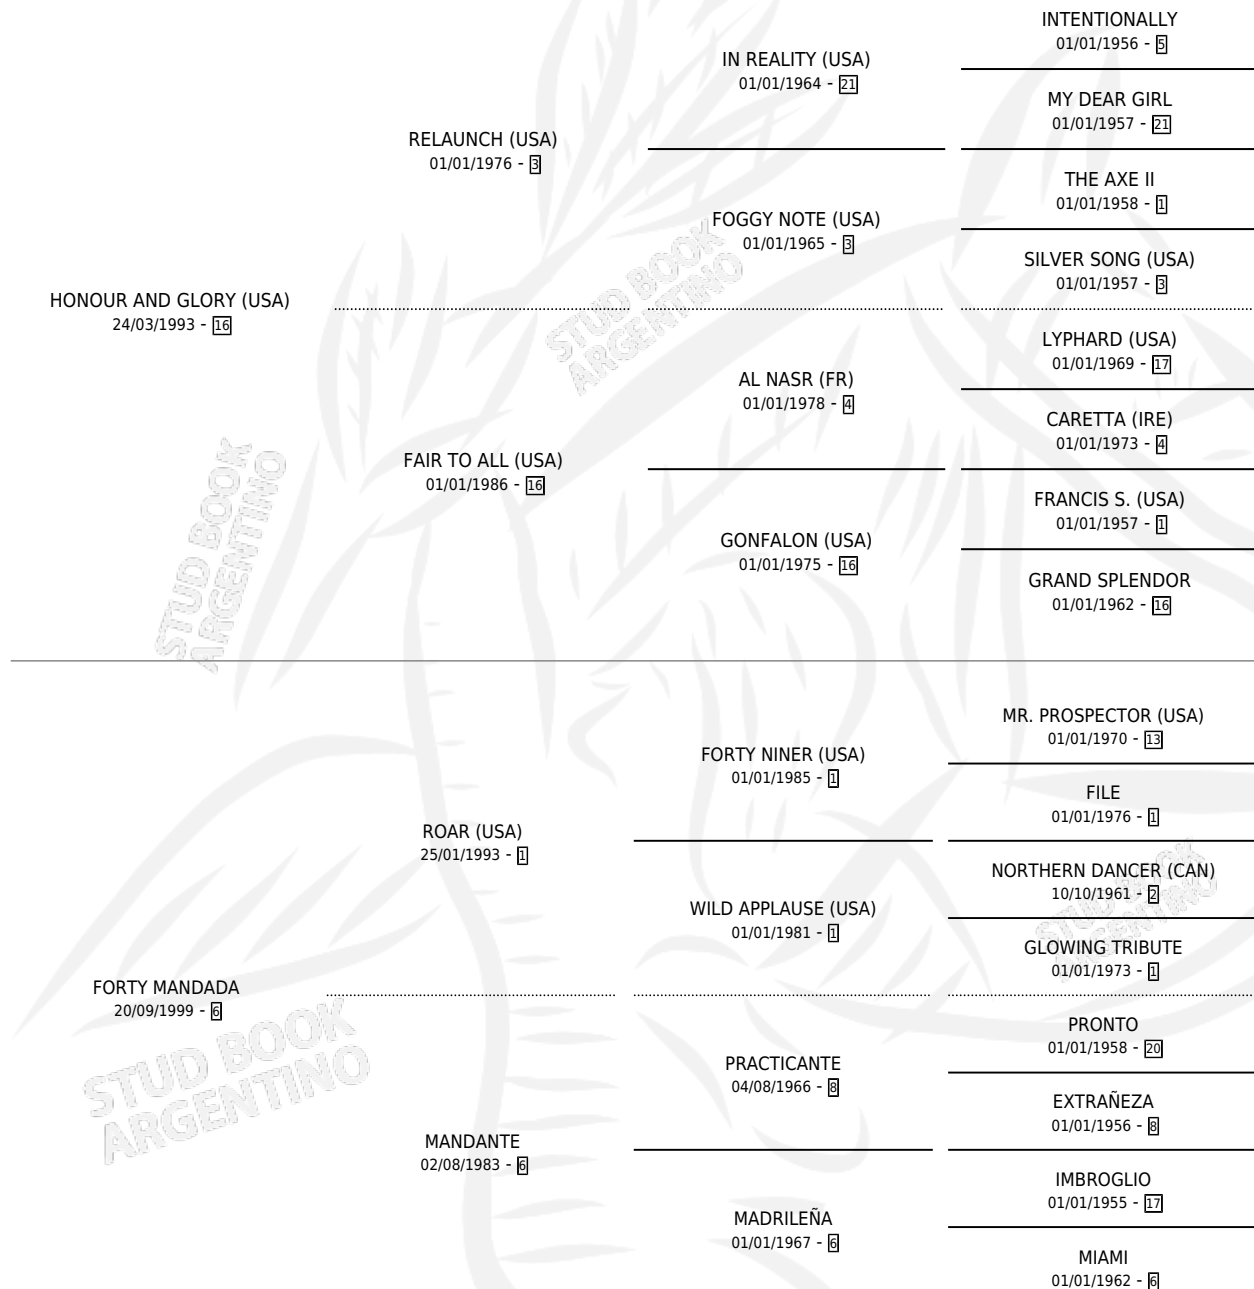 HONOUR AND GLORY (USA)
24/03/1993 - 16
RELAUNCH (USA)
01/01/1976 - 3
FAIR TO ALL (USA)
01/01/1986 - 16
IN REALITY (USA)
01/01/1964 - 21
FOGGY NOTE (USA)
01/01/1965 - 3
AL NASR (FR)
01/01/1978 - 4
GONFALON (USA)
01/01/1975 - 16
INTENTIONALLY
01/01/1956 - 5
MY DEAR GIRL
01/01/1957 - 21
THE AXE II
01/01/1958 - 1
SILVER SONG (USA)
01/01/1957 - 3
LYPHARD (USA)
01/01/1969 - 17
CARETTA (IRE)
01/01/1973 - 4
FRANCIS S. (USA)
01/01/1957 - 1
GRAND SPLENDOR
01/01/1962 - 16
FORTY MANDADA
20/09/1999 - 6
ROAR (USA)
25/01/1993 - 1
MANDANTE
02/08/1983 - 6
FORTY NINER (USA)
01/01/1985 - 1
WILD APPLAUSE (USA)
01/01/1981 - 1
PRACTICANTE
04/08/1966 - 8
MADRILEÑA
01/01/1967 - 6
MR. PROSPECTOR (USA)
01/01/1970 - 13
FILE
01/01/1976 - 1
NORTHERN DANCER (CAN)
10/10/1961 - 2
GLOWING TRIBUTE
01/01/1973 - 1
PRONTO
01/01/1958 - 20
EXTRAÑEZA
01/01/1956 - 8
IMBROGLIO
01/01/1955 - 17
MIAMI
01/01/1962 - 6
STUD BOOK
ARGENTINO
STUD BOOK
ARGENTINO
STUD BOOK
ARGENTINO
STUD BOOK
ARGENTINO